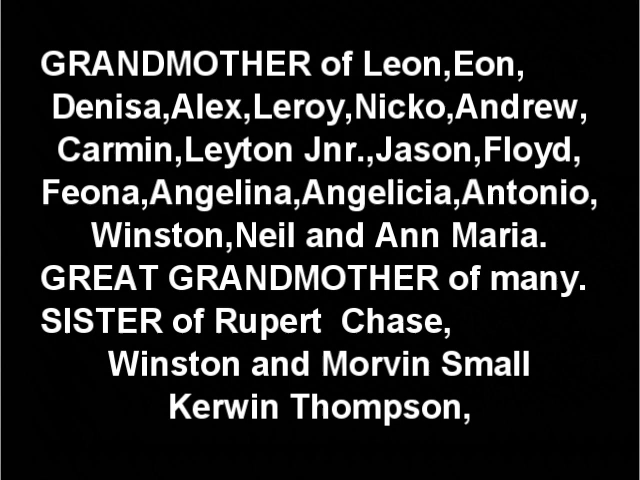 GRANDMOTHER of Leon,Eon,
Denisa,Alex,Leroy,Nicko,Andrew,
Carmin,Leyton Jnr.,Jason,Floyd,
Feona,Angelina,Angelicia,Antonio,
Winston,Neil and Ann Maria.
GREAT GRANDMOTHER of many.
SISTER of Rupert  Chase,
Winston and Morvin Small
Kerwin Thompson,